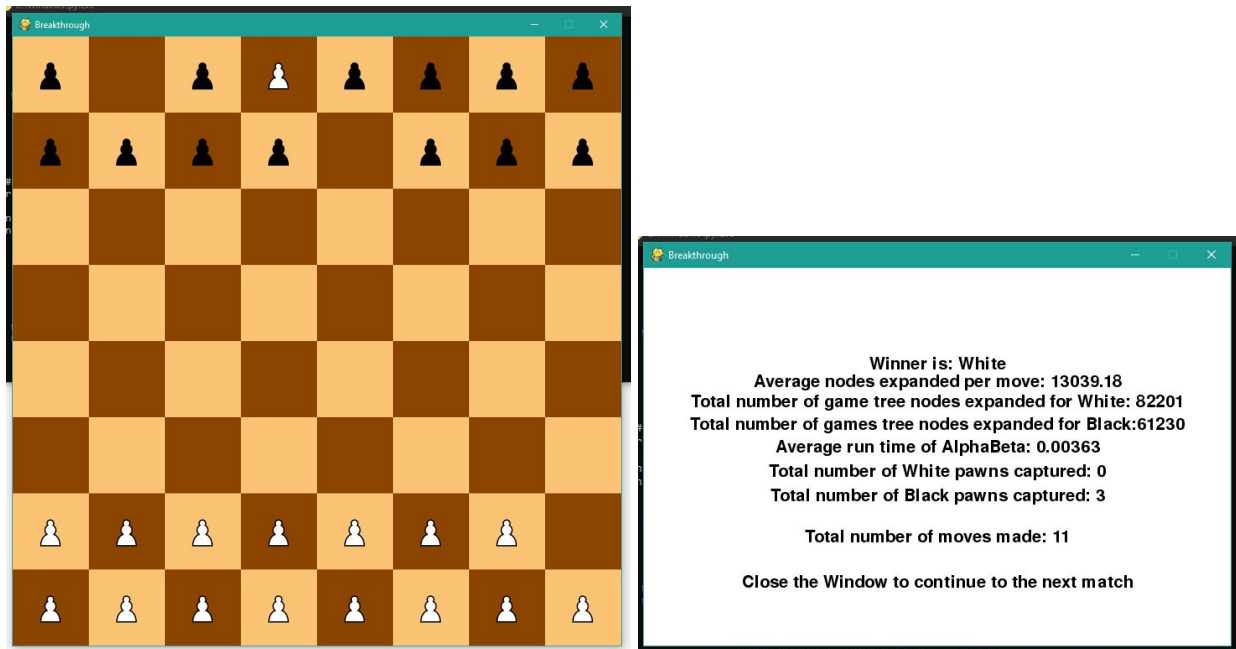 Breakthrough
Breakthrough
Winner is: White
Average nodes expanded per move: 13039.18
Total number of game tree nodes expanded for White: 82201
Total number of games tree nodes expanded for Black:61230
Average run time of AlphaBeta: 0.00363
Total number of White pawns captured: 0
Total number of Black pawns captured: 3
Total number of moves made: 11
Close the Window to continue to the next match